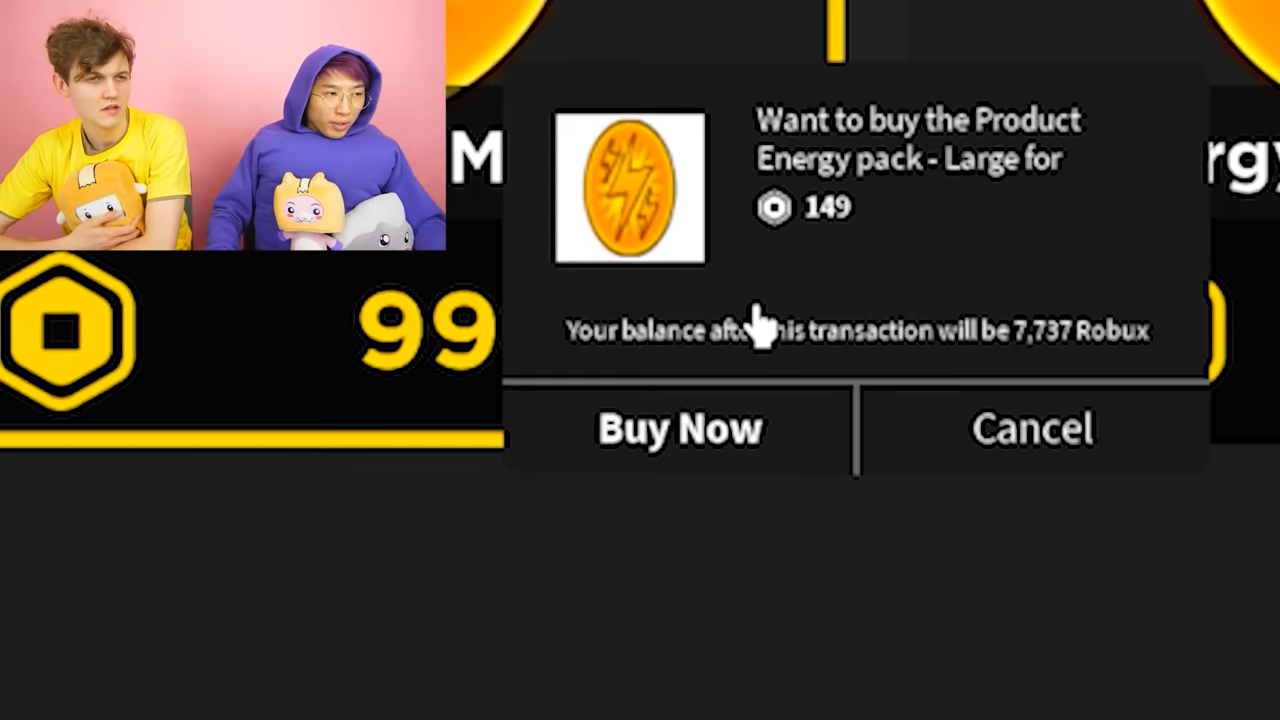 Want to buy the Product
Energy pack - Large for
149
M
rgy
99
Your balance after this transaction will be 7,737 Robux
Buy Now
Cancel